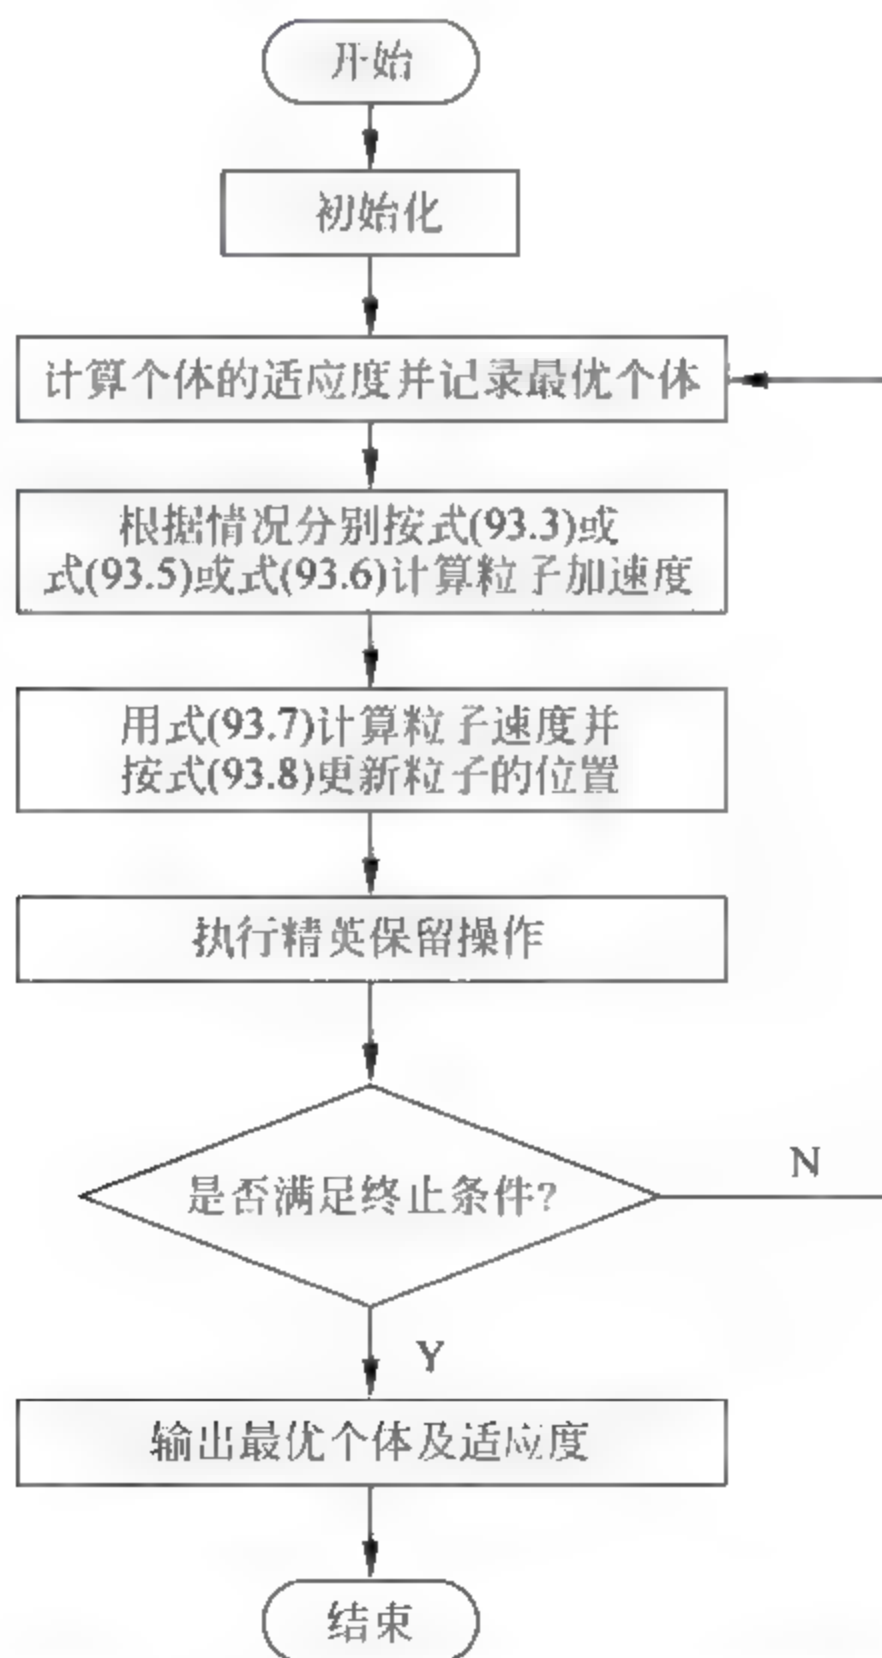 开始
初始化
计算个体的适应度并记录最优个体
根据情况分别按式(93.3)或
式(93.5)或式(93.6)计算粒子加速度
用式(93.7)计算粒子速度并
按式(93.8)更新粒子的位置
执行精英保留操作
是否满足终止条件?
N
Y
输出最优个体及适应度
结束